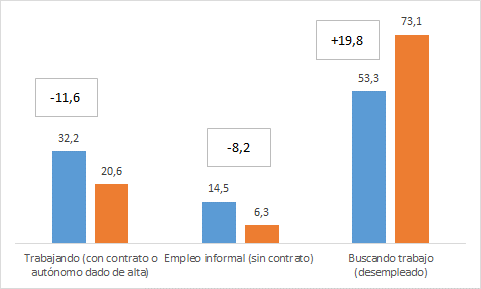 +19,8
73,1
53,3
-11,6
32,2
20,6
-8,2
14,5
6,3
Trabajando (con contrato o
autónomo dado de alta)
Empleo informal (sin contrato)
Buscando trabajo
(desempleado)